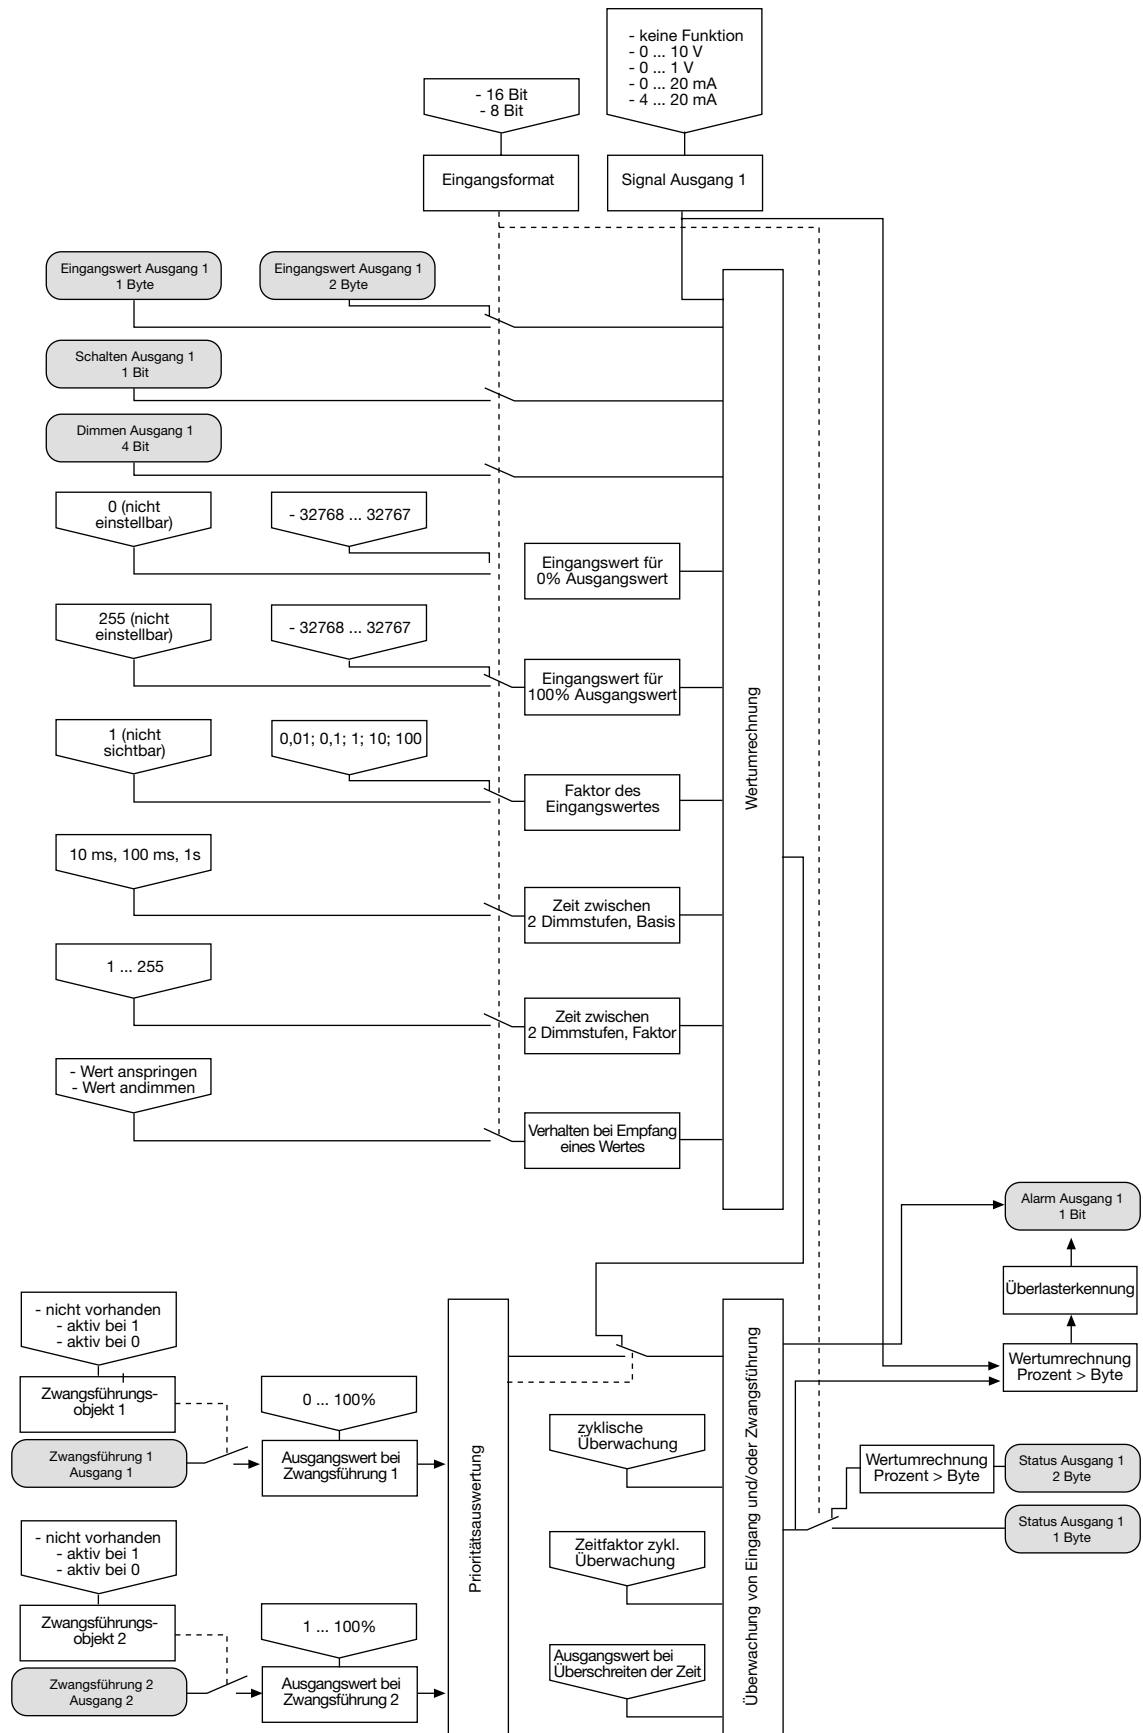 - keine Funktion
- 0 ... 10 V
- 0 ... 1 V
- 0 ... 20 mA
- 4 ... 20 mA
- 16 Bit
- 8 Bit
Eingangsformat
Signal Ausgang 1
Eingangswert Ausgang 1
1 Byte
Eingangswert Ausgang 1
2 Byte
Schalten Ausgang 1
1 Bit
Dimmen Ausgang 1
4 Bit
0 (nicht
einstellbar)
- 32768 ... 32767
Eingangswert für
0% Ausgangswert
255 (nicht
einstellbar)
- 32768 ... 32767
Eingangswert für
100% Ausgangswert
1 (nicht
sichtbar)
0,01; 0,1; 1; 10; 100
Faktor des
Eingangswertes
Wertumrechnung
10 ms, 100 ms, 1s
Zeit zwischen
2 Dimmstufen, Basis
1 ... 255
Zeit zwischen
2 Dimmstufen, Faktor
- Wert anspringen
- Wert andimmen
Verhalten bei Empfang
eines Wertes
Alarm Ausgang 1
1 Bit
Überlasterkennung
Wertumrechnung
Prozent > Byte
- nicht vorhanden
- aktiv bei 1
- aktiv bei 0
Zwangsführungs-
objekt 1
0 ... 100%
Zwangsführung 1
Ausgang 1
Ausgangswert bei
Zwangsführung 1
Prioritätsauswertung
zyklische
Überwachung
Überwachung von Eingang und/oder Zwangsführung
Wertumrechnung
Prozent > Byte
Status Ausgang 1
2 Byte
Status Ausgang 1
1 Byte
- nicht vorhanden
- aktiv bei 1
- aktiv bei 0
Zeitfaktor zykl.
Überwachung
Zwangsführungs-
objekt 2
1 ... 100%
Zwangsführung 2
Ausgang 2
Ausgangswert bei
Zwangsführung 2
Ausgangswert bei
Überschreiten der Zeit